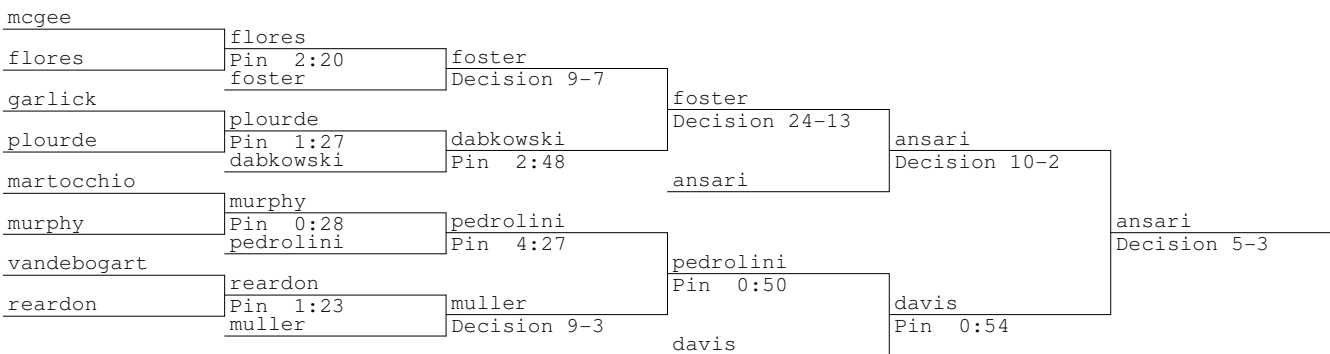 mcgee
flores
flores
Pin 2:20
foster
foster
Decision 9-7
garlick
foster
Decision 24-13
plourde
plourde
Pin 1:27
dabkowski
dabkowski
Pin 2:48
ansari
Decision 10-2
martocchio
ansari
murphy
murphy
Pin 0:28
pedrolini
pedrolini
Pin 4:27
ansari
Decision 5-3
vandebogart
pedrolini
Pin 0:50
reardon
reardon
Pin 1:23
muller
muller
Decision 9-3
davis
Pin 0:54
davis